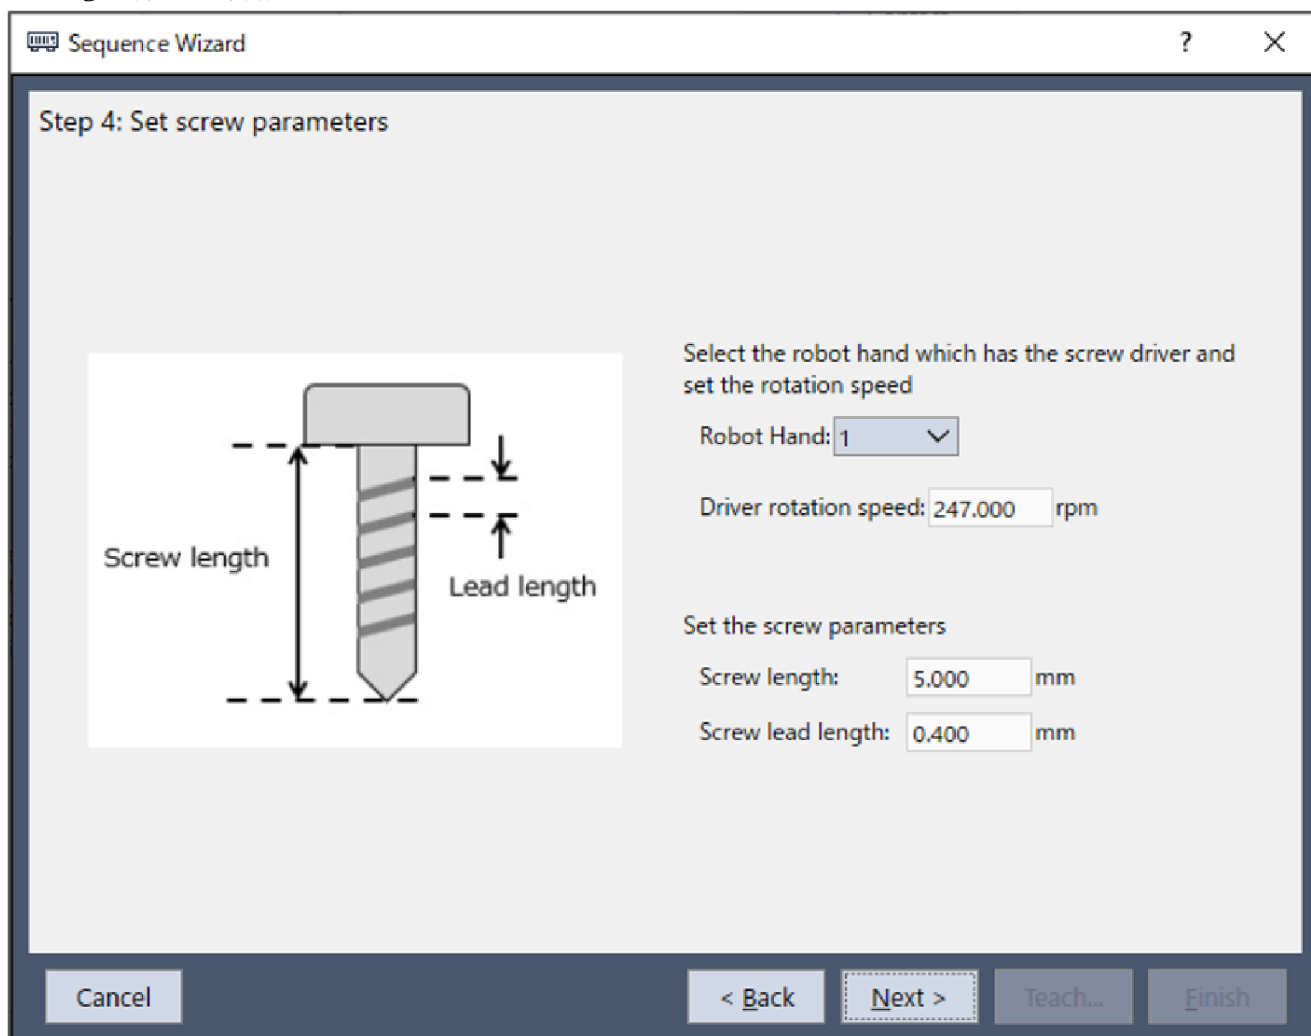 Sequence Wizard
?
Step 4: Set screw parameters
Screw length
Lead length
Select the robot hand which has the screw driver and
set the rotation speed
Robot Hand: 1
Driver rotation speed: 247.000 rpm
Set the screw parameters
Screw length: 5.000 mm
Screw lead length: 0.400 mm
Cancel
< Back
Next >
Teach...
Finish